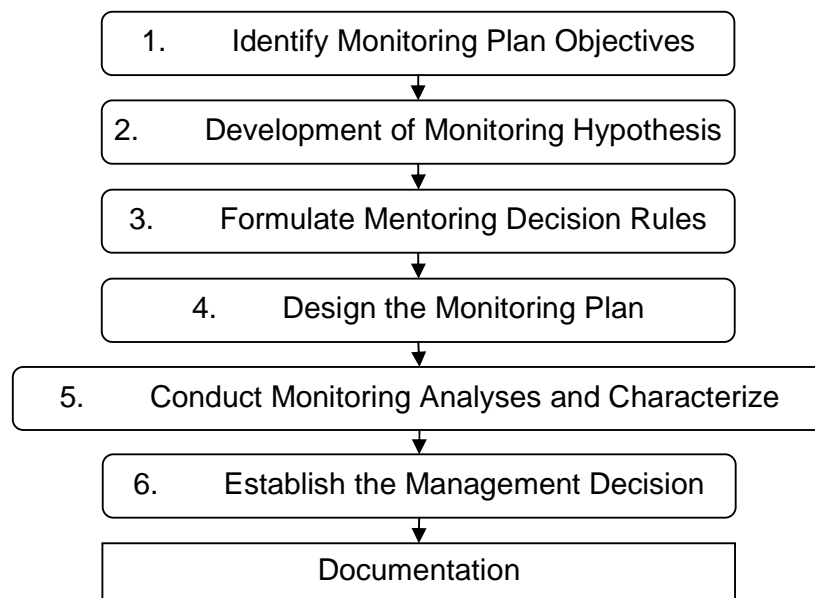 1. Identify Monitoring Plan Objectives
2. Development of Monitoring Hypothesis
3. Formulate Mentoring Decision Rules
4. Design the Monitoring Plan
5. Conduct Monitoring Analyses and Characterize
6. Establish the Management Decision
Documentation